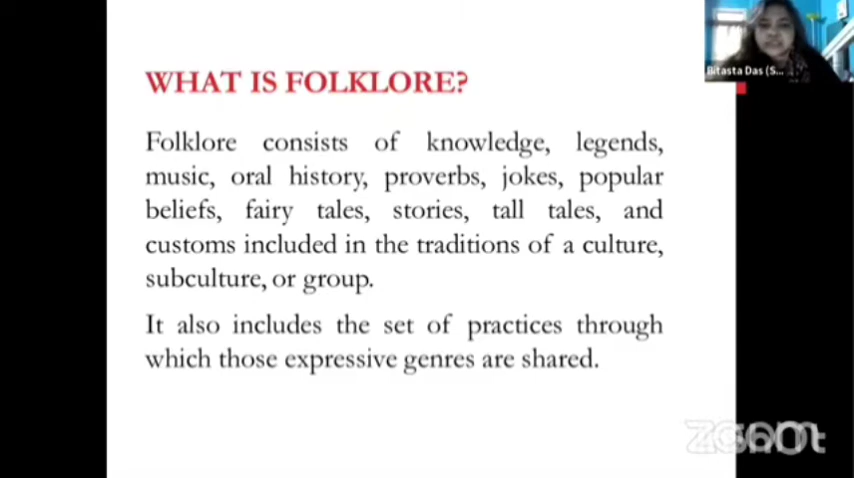 WHAT IS FOLKLORE?
Bitasta Das (S...
Folklore consists of knowledge, legends,
music, oral history, proverbs, jokes, popular
beliefs, fairy tales, stories, tall tales, and
customs included in the traditions of a culture,
subculture, or group.
It also includes the set of practices through
which those expressive genres are shared.